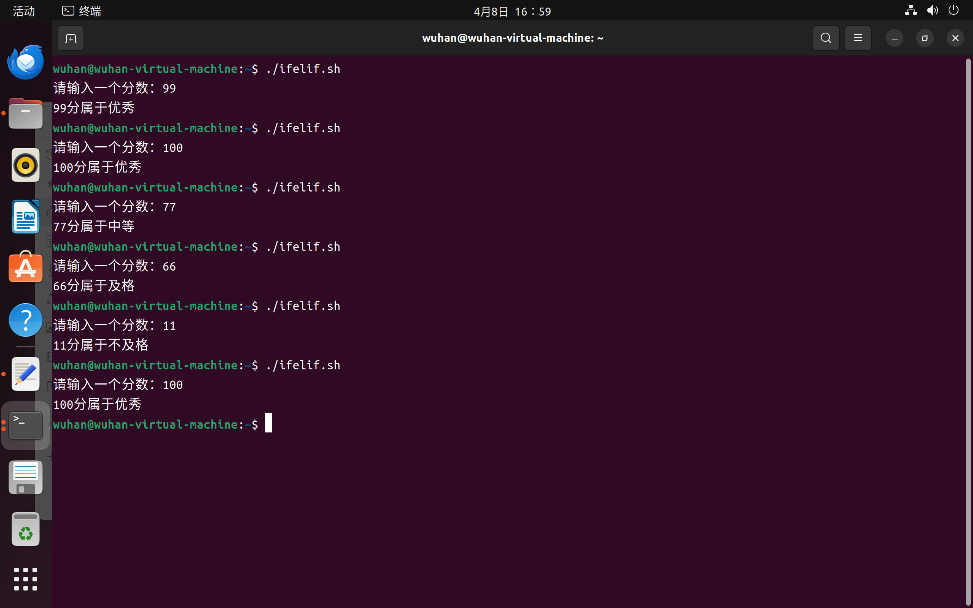 活动
终端
4月8日 16：59
wuhan@wuhan-virtual-machine: ~
wuhan@wuhan-virtual-machine:~$ ./ifelif.sh
请输入一个分数：99
99分属于优秀
wuhan@wuhan-virtual-machine:~$ ./ifelif.sh
请输入一个分数：100
100分属于优秀
wuhan@wuhan-virtual-machine:~$ ./ifelif.sh
请输入一个分数：77
77分属于中等
wuhan@wuhan-virtual-machine:~$ ./ifelif.sh
请输入一个分数：66
66分属于及格
wuhan@wuhan-virtual-machine:~$ ./ifelif.sh
请输入一个分数：11
11分属于不及格
wuhan@wuhan-virtual-machine:~$ ./ifelif.sh
请输入一个分数：100
100分属于优秀
wuhan@wuhan-virtual-machine:~$